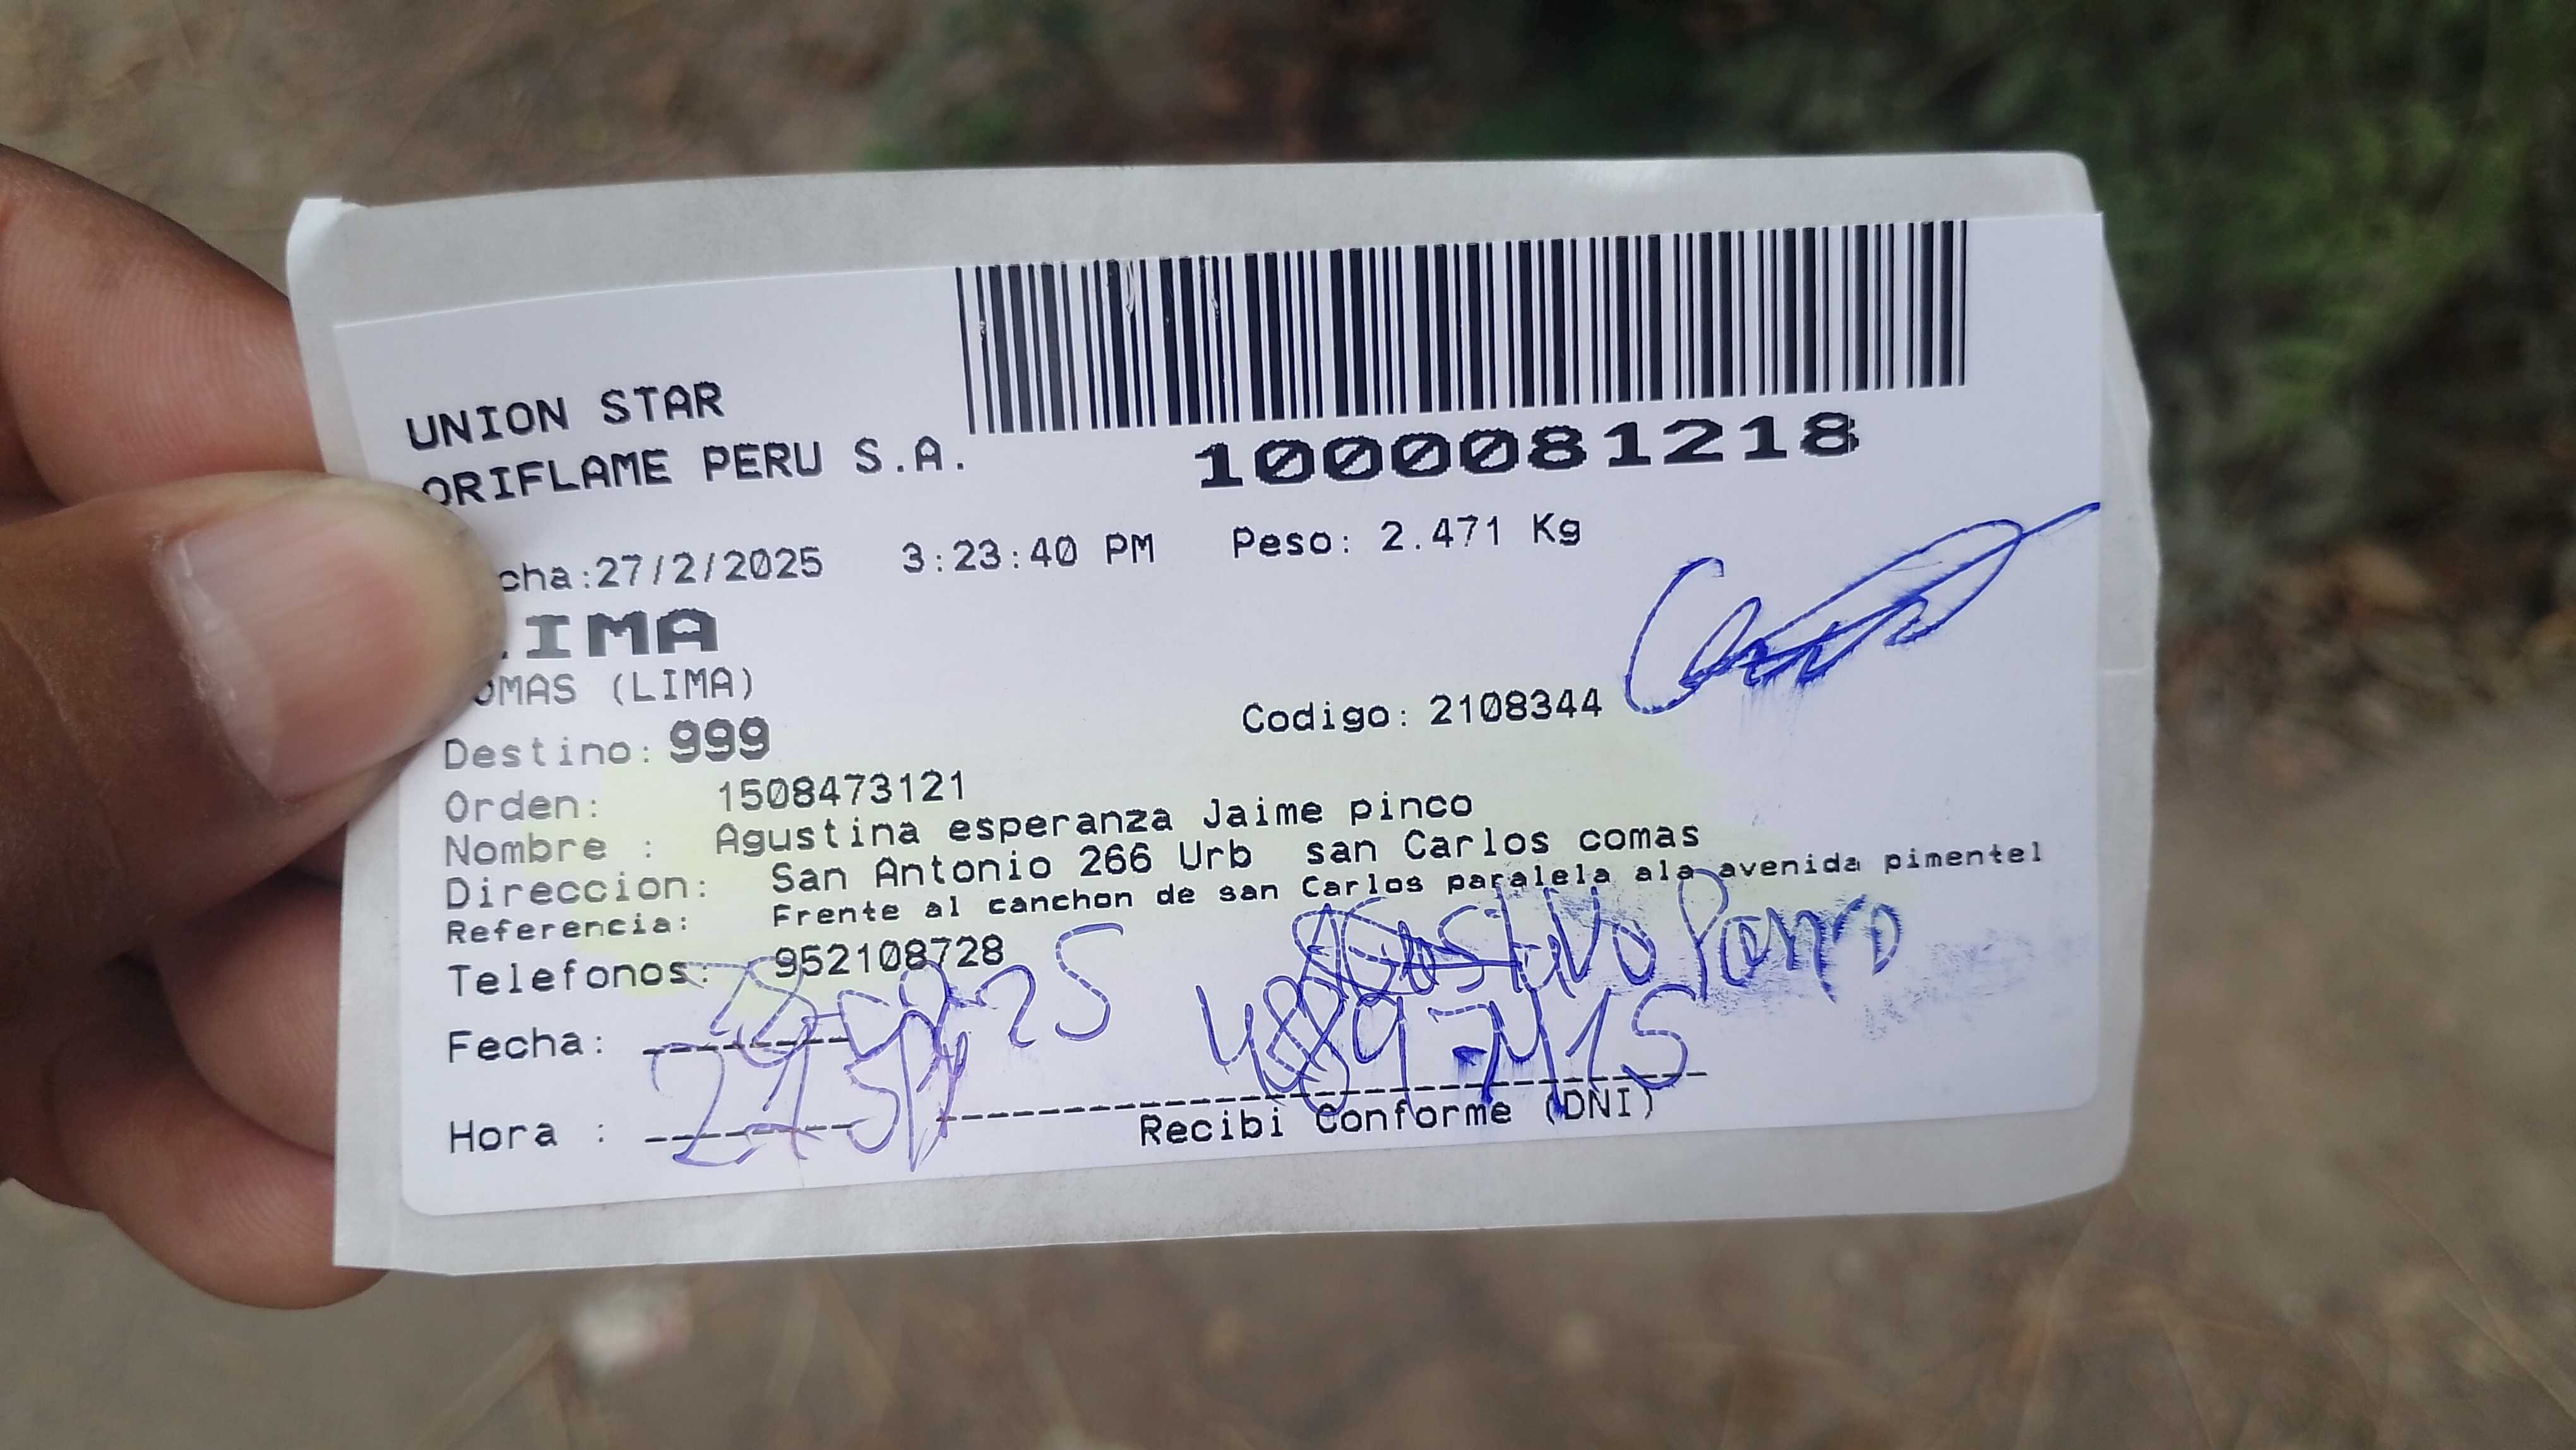 UNION STAR
ORIFLAME PERU S.A.
1000081218
cha:27/2/2025 3:23:40 PM Peso: 2.471 Kg
LIMA
OMAS (LIMA)
Destino: 999 Codigo: 2108344
Orden: 1508473121
Nombre : Agustina esperanza Jaime pinco
Direccion: San Antonio 266 Urb san Carlos comas
Referencia: Frente al canchon de san Carlos paralela ala avenida pimentel
Telefonos: 952108728
Fecha:
Hora :
Recibi Conforme (DNI)